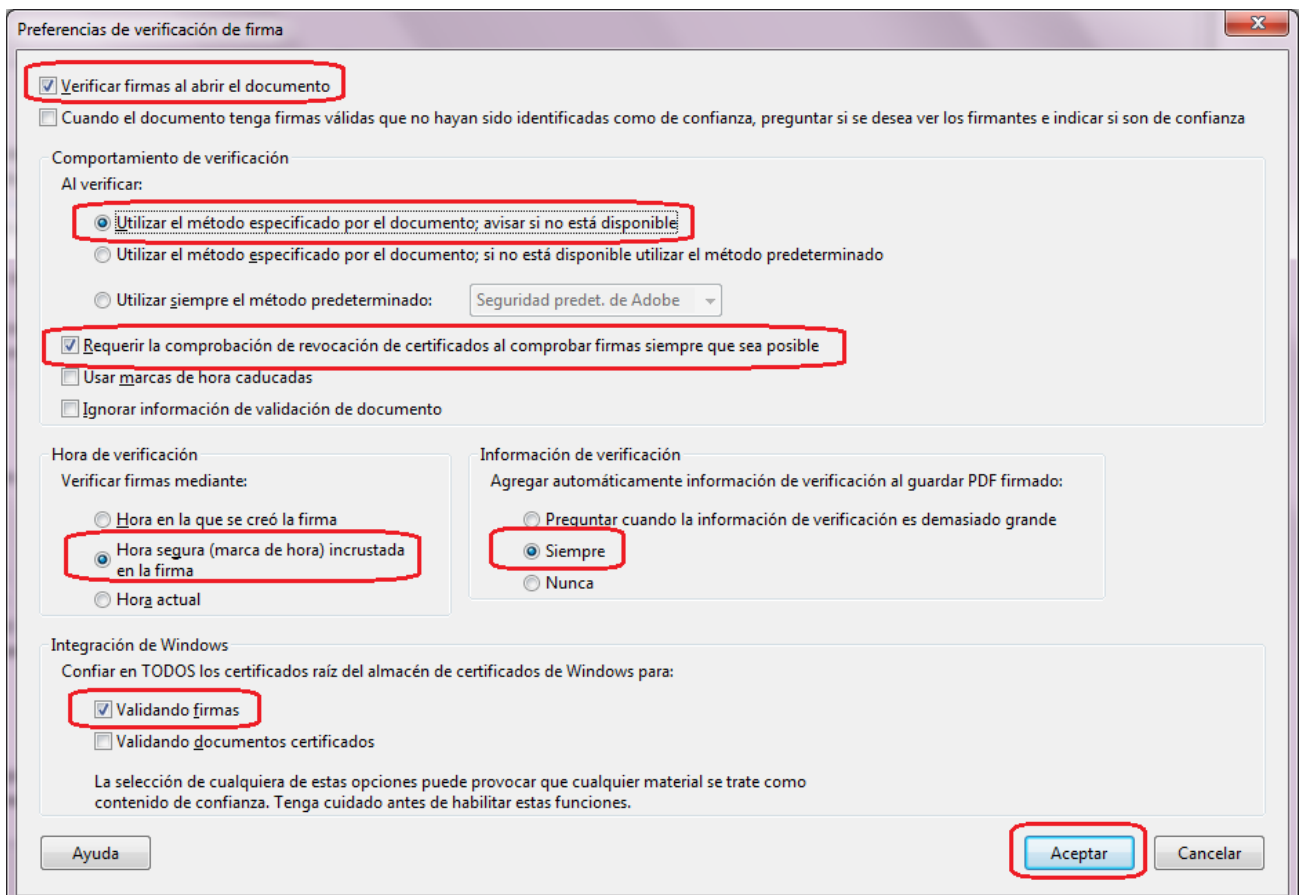 Preferencias de verificación de firma
Verificar firmas al abrir el documento
Cuando el documento tenga firmas válidas que no hayan sido identificadas como de confianza, preguntar si se desea ver los firmantes e indicar si son de confianza
Comportamiento de verificación
Al verificar:
Utilizar el método especificado por el documento; avisar si no está disponible
Utilizar el método especificado por el documento; si no está disponible utilizar el método predeterminado
Utilizar siempre el método predeterminado: Seguridad predet. de Adobe
Requerir la comprobación de revocación de certificados al comprobar firmas siempre que sea posible
Usar marcas de hora caducadas
Ignorar información de validación de documento
Hora de verificación
Verificar firmas mediante:
Hora en la que se creó la firma
Hora segura (marca de hora) incrustada
en la firma
Hora actual
Información de verificación
Agregar automáticamente información de verificación al guardar PDF firmado:
Preguntar cuando la información de verificación es demasiado grande
Siempre
Nunca
Integración de Windows
Confiar en TODOS los certificados raíz del almacén de certificados de Windows para:
Validando firmas
Validando documentos certificados
La selección de cualquiera de estas opciones puede provocar que cualquier material se trate como
contenido de confianza. Tenga cuidado antes de habilitar estas funciones.
Ayuda
Aceptar
Cancelar